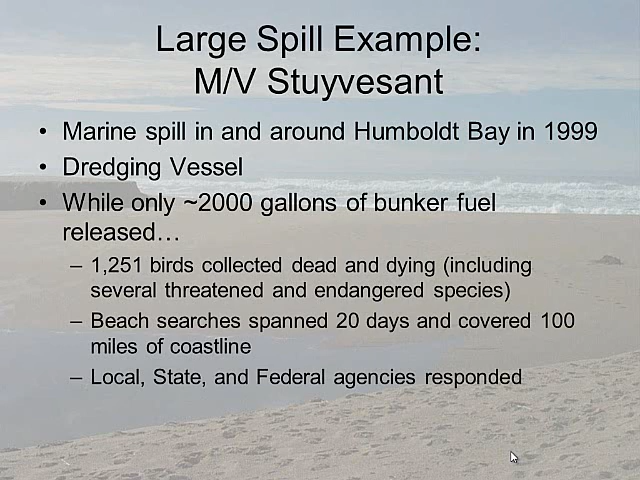 Large Spill Example:
M/V Stuyvesant
• Marine spill in and around Humboldt Bay in 1999
• Dredging Vessel
• While only ~2000 gallons of bunker fuel
released…
– 1,251 birds collected dead and dying (including
several threatened and endangered species)
– Beach searches spanned 20 days and covered 100
miles of coastline
– Local, State, and Federal agencies responded